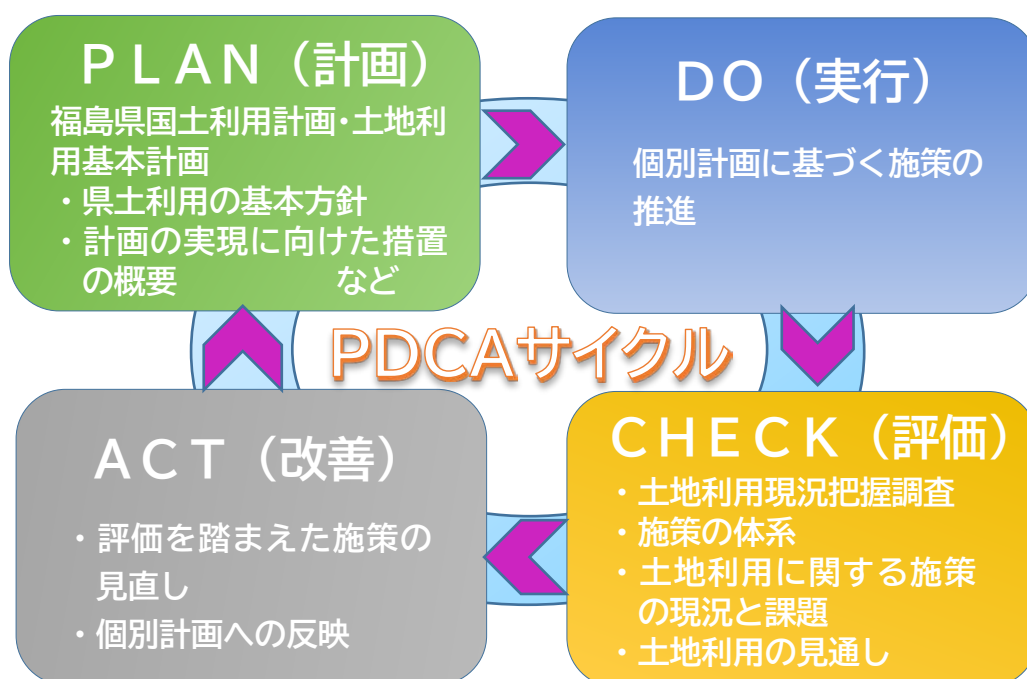 ＰＬＡＮ（計画）
福島県国土利用計画･土地利
用基本計画
・県土利用の基本方針
・計画の実現に向けた措置
の概要　　　　　など
ＤＯ（実行）
個別計画に基づく施策の
推進
PDCAサイクル
ＡＣＴ（改善）
・評価を踏まえた施策の
見直し
・個別計画への反映
ＣＨＥＣＫ（評価）
・土地利用現況把握調査
・施策の体系
・土地利用に関する施策
の現況と課題
・土地利用の見通し